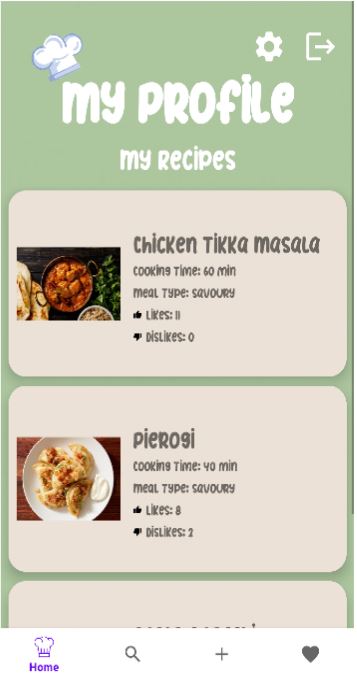 my profile
my recipes
Chicken Tikka Masala
Cooking Time: 60 min
Meal Type: Savoury
Likes: 11
Dislikes: 0
Pierogi
Cooking Time: 40 min
Meal Type: Savoury
Likes: 8
Dislikes: 2
Home